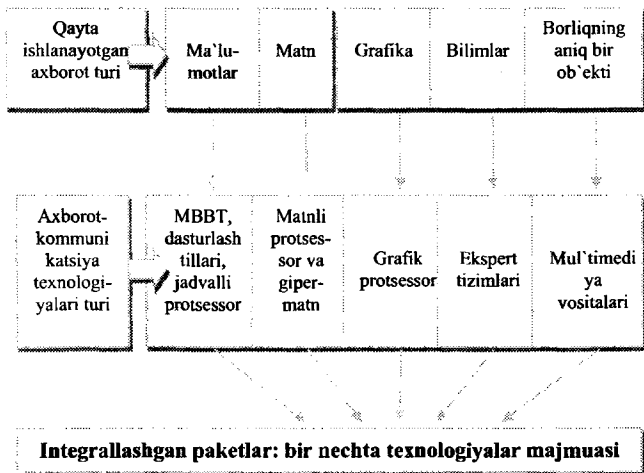 Qayta
ishlanayotgan
axborot turi
Ma`lu-
motlar
Matn
Grafika
Bilimlar
Borliqning
aniq bir
ob`ekti
Axborot-
kommuni
katsiya
texnologi-
yalari turi
MBBT,
dasturlash
tillari,
jadvalli
protsessor
Matnli
protses-
sor va
giper-
matn
Grafik
protsessor
Ekspert
tizimlari
Mul`timedi
ya
vositalari
Integrallashgan paketlar: bir nechta texnologiyalar majmuasi